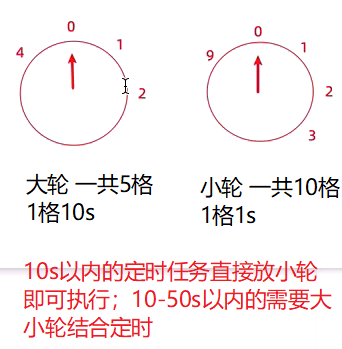 0
4
1
2
0
9
1
2
3
大轮 一共5格
1格10s
小轮 一共10格
1格1s
10s以内的定时任务直接放小轮
即可执行；10-50s以内的需要大
小轮结合定时